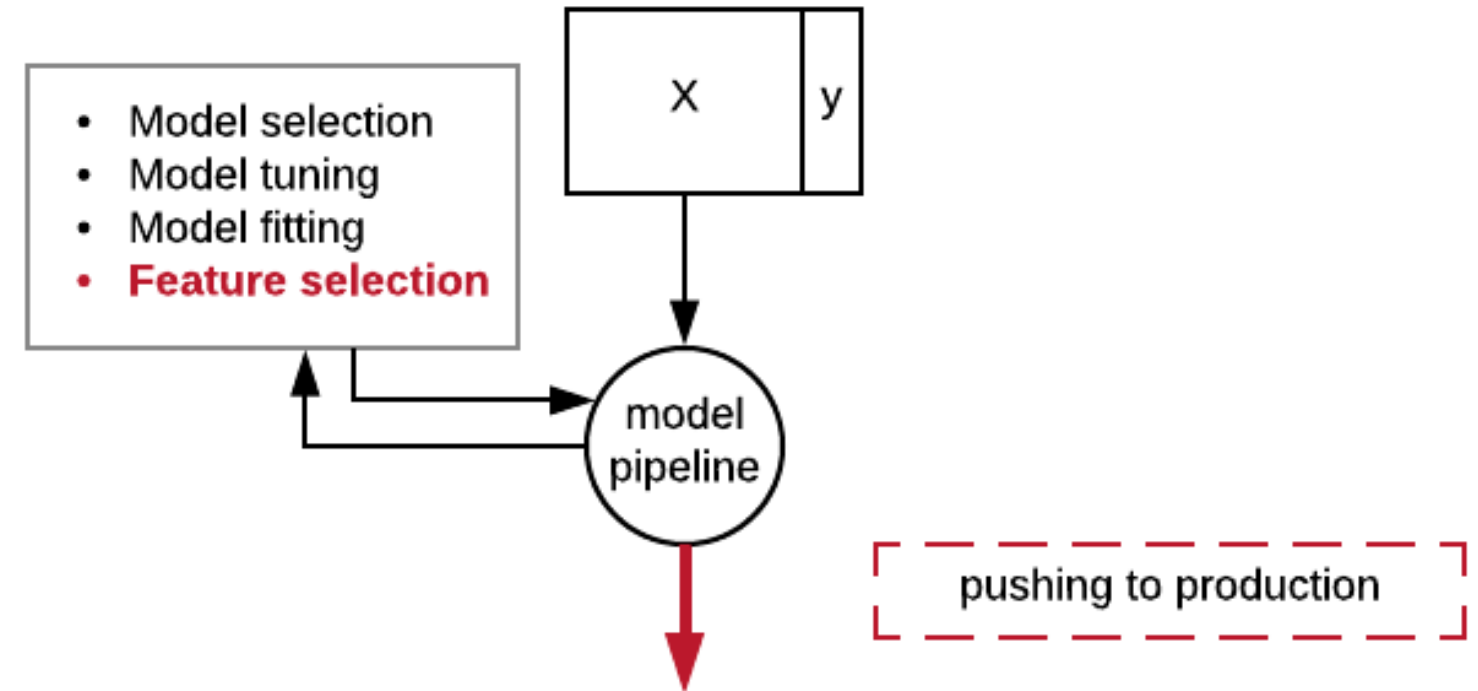 • Model selection
• Model tuning
• Model fitting
• Feature selection
X
y
model
pipeline
pushing to production